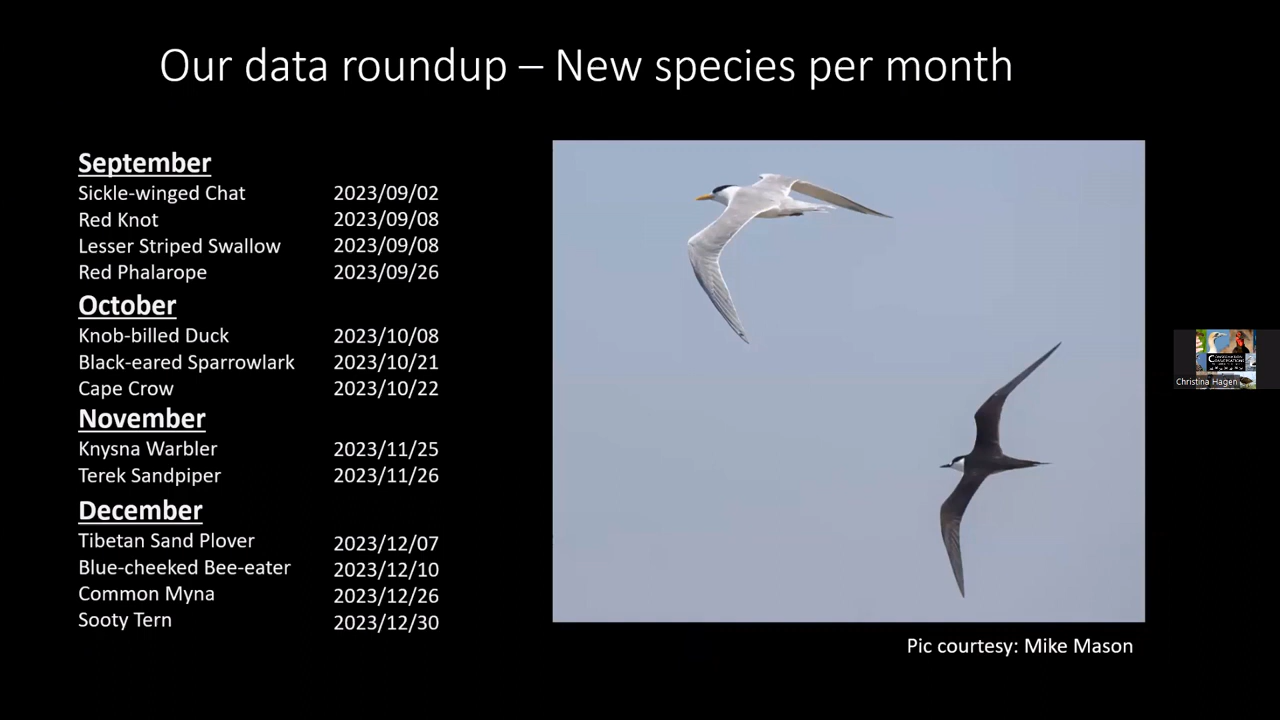 Our data roundup – New species per month
September
Sickle-winged Chat 2023/09/02
Red Knot 2023/09/08
Lesser Striped Swallow 2023/09/08
Red Phalarope 2023/09/26
October
Knob-billed Duck 2023/10/08
Black-eared Sparrowlark 2023/10/21
Cape Crow 2023/10/22
November
Knysna Warbler 2023/11/25
Terek Sandpiper 2023/11/26
December
Tibetan Sand Plover 2023/12/07
Blue-cheeked Bee-eater 2023/12/10
Common Myna 2023/12/26
Sooty Tern 2023/12/30
Pic courtesy: Mike Mason
Christina Hagen